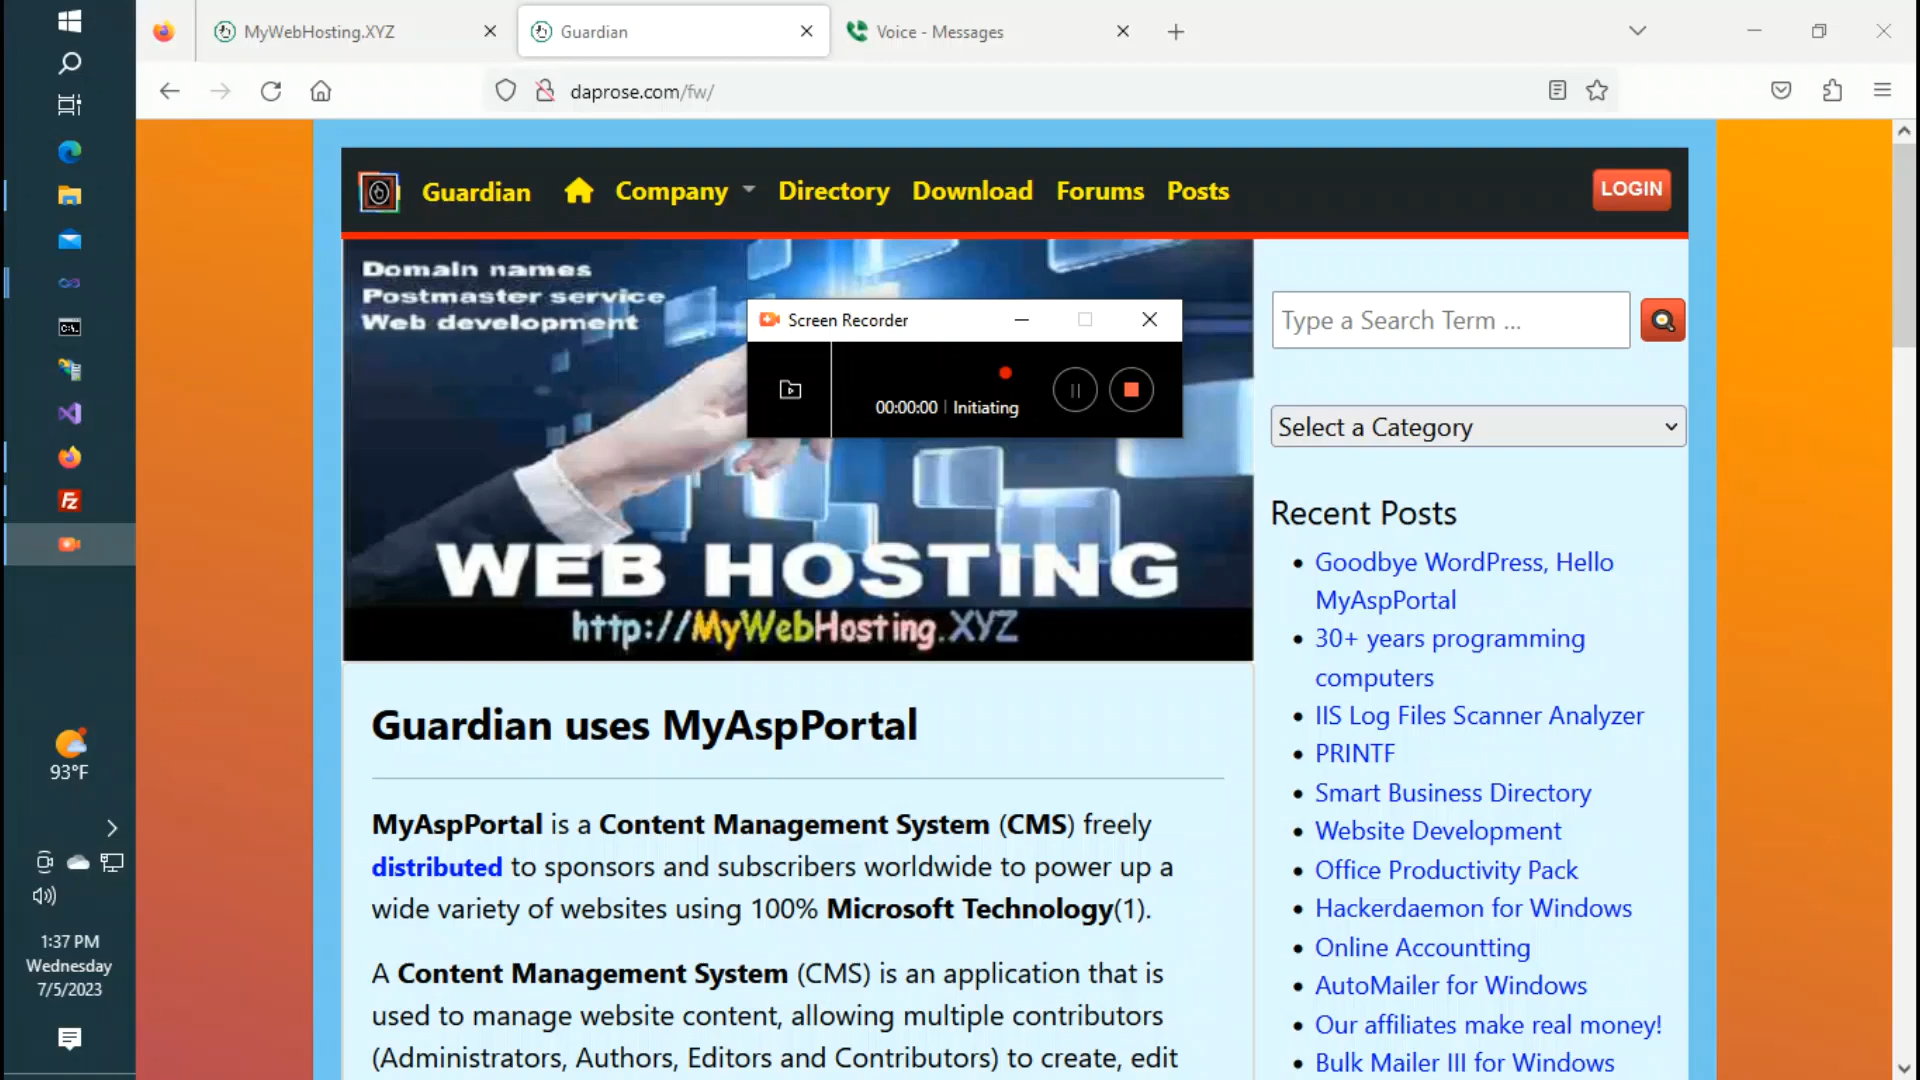 MyWebHosting.XYZ
Guardian
Voice - Messages
daprose.com/fw/
Guardian
Company
Directory
Download
Forums
Posts
LOGIN
Domain names
Postmaster service
Web development
WEB HOSTING
http://MyWebHosting.XYZ
Screen Recorder
00:00:00 | Initiating
Type a Search Term ...
Select a Category
Guardian uses MyAspPortal
MyAspPortal is a Content Management System (CMS) freely
distributed to sponsors and subscribers worldwide to power up a
wide variety of websites using 100% Microsoft Technology(1).
A Content Management System (CMS) is an application that is
used to manage website content, allowing multiple contributors
(Administrators, Authors, Editors and Contributors) to create, edit
Recent Posts
Goodbye WordPress, Hello
MyAspPortal
30+ years programming
computers
IIS Log Files Scanner Analyzer
PRINTF
Smart Business Directory
Website Development
Office Productivity Pack
Hackerdaemon for Windows
Online Accountting
AutoMailer for Windows
Our affiliates make real money!
Bulk Mailer III for Windows
93°F
1:37 PM
Wednesday
7/5/2023